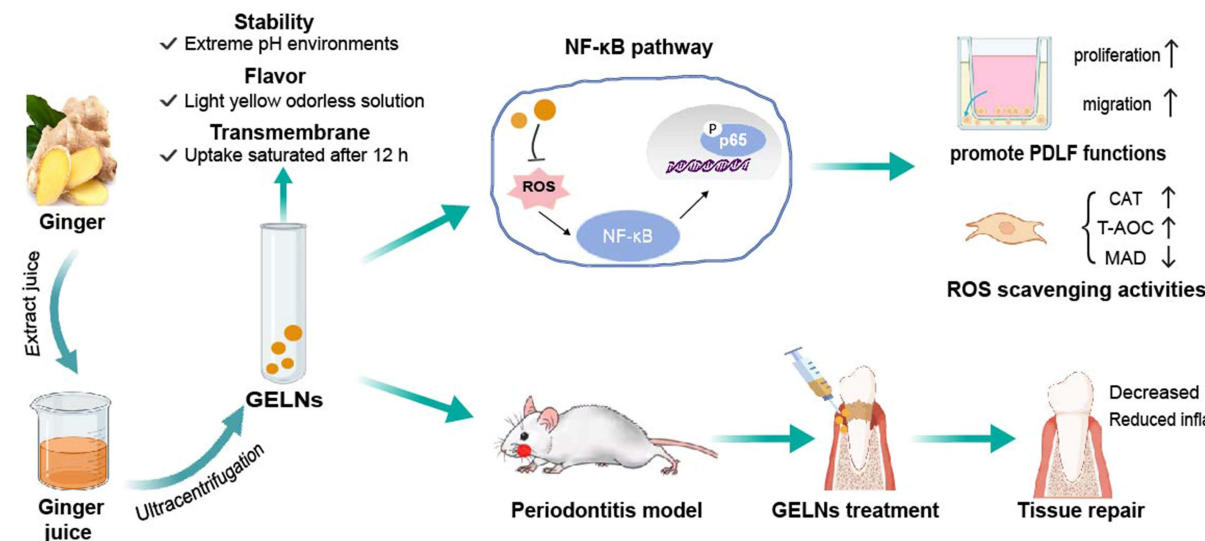 Stability
✓ Extreme pH environments
Flavor
✓ Light yellow odorless solution
Transmembrane
✓ Uptake saturated after 12 h
Ginger
Extract juice
Ginger
juice
Ultracentrifugation
GELNs
NF-κB pathway
ROS
NF-κB
P
p65
proliferation ↑
migration ↑
promote PDLF functions
CAT ↑
T-AOC ↑
MAD ↓
ROS scavenging activities
Periodontitis model
GELNs treatment
Tissue repair
Decreased
Reduced